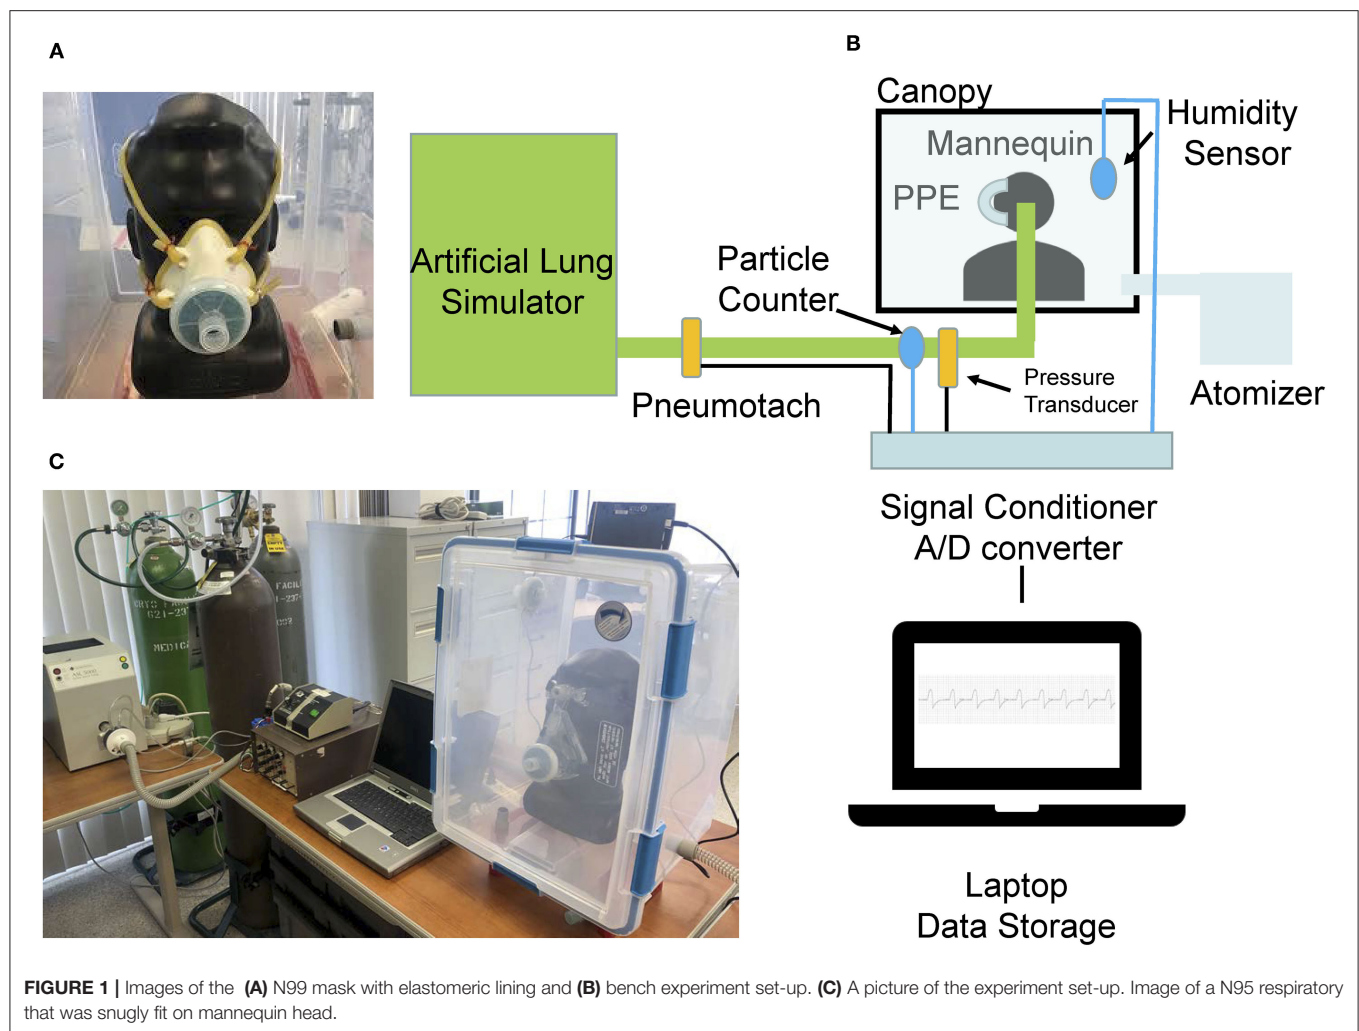 A
B
Canopy
Humidity
Sensor
Mannequin
PPE
Artificial Lung
Simulator
Particle
Counter
Pneumotach
Pressure
Transducer
Atomizer
Signal Conditioner
A/D converter
Laptop
Data Storage
C
FACIL
MEDICA
FIGURE 1 | Images of the (A) N99 mask with elastomeric lining and (B) bench experiment set-up. (C) A picture of the experiment set-up. Image of a N95 respiratory
that was snugly fit on mannequin head.